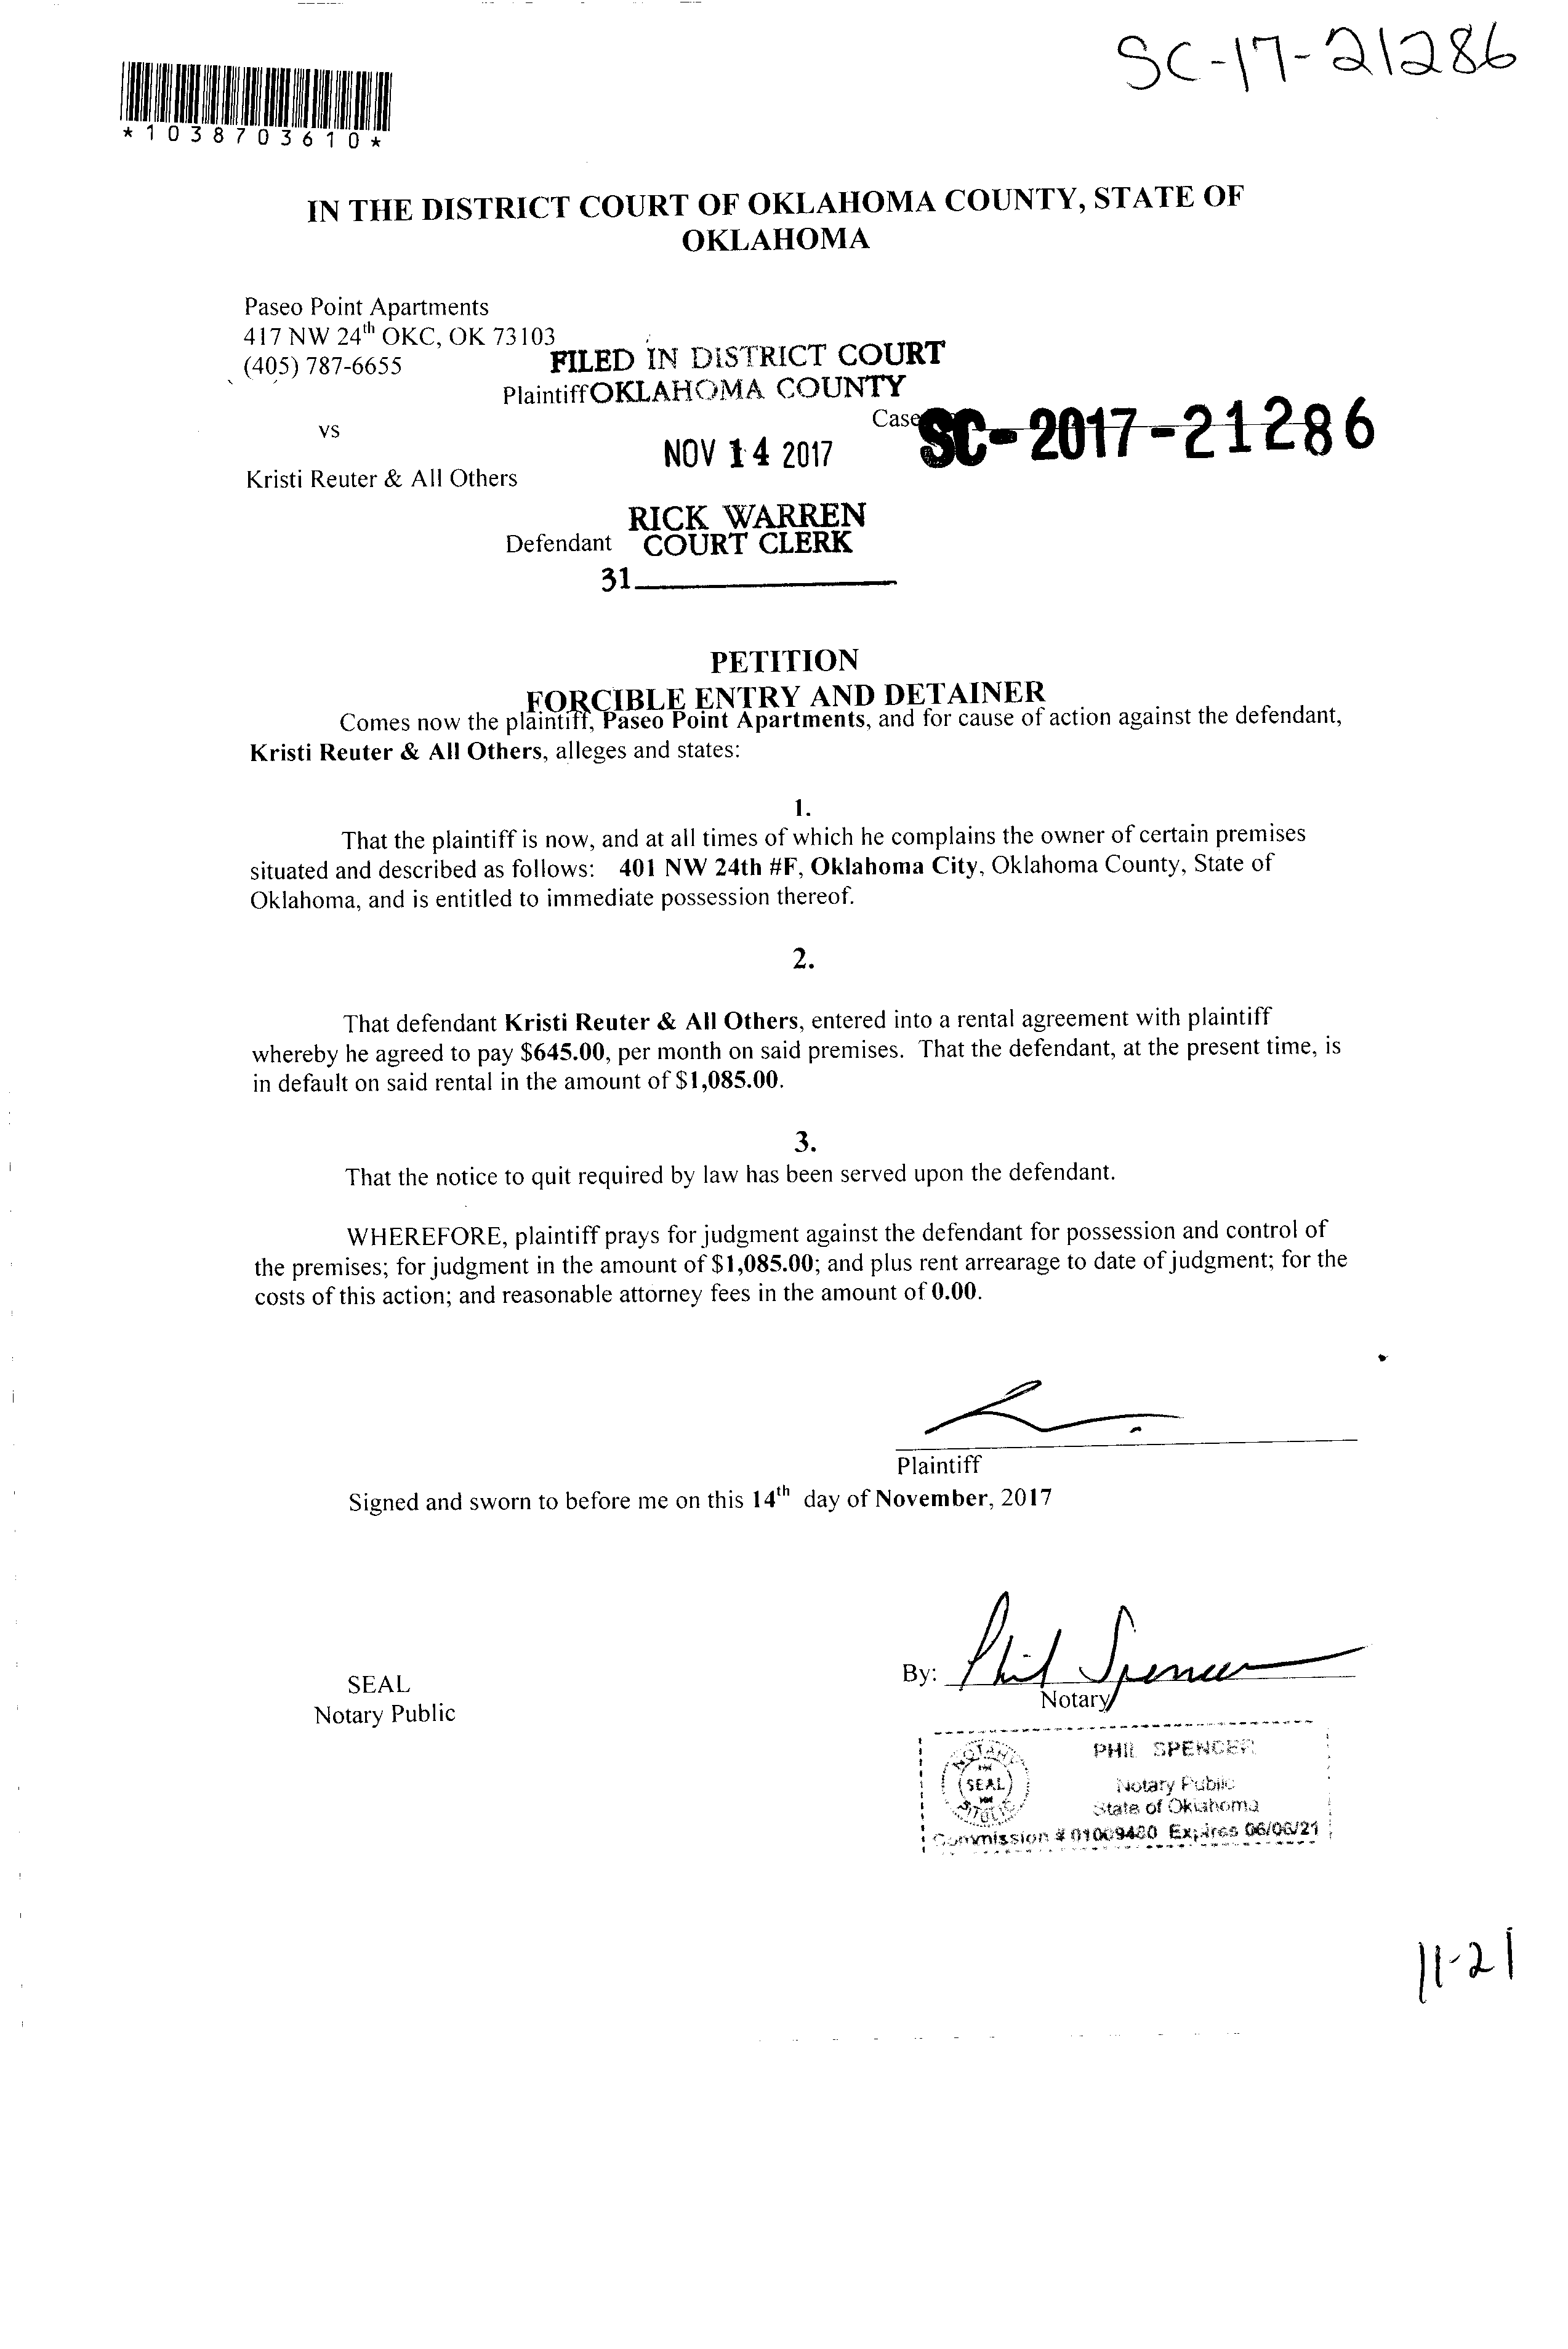 SC-17-21286
*1038703610*
IN THE DISTRICT COURT OF OKLAHOMA COUNTY, STATE OF
OKLAHOMA
Paseo Point Apartments
417 NW 24th OKC, OK 73103
(405) 787-6655
FILED IN DISTRICT COURT
Plaintiff OKLAHOMA COUNTY
Case SC-2017-21286
vs
NOV 14 2017
Kristi Reuter & All Others
RICK WARREN
Defendant COURT CLERK
31
PETITION
FORCIBLE ENTRY AND DETAINER
Comes now the plaintiff, Paseo Point Apartments, and for cause of action against the defendant,
Kristi Reuter & All Others, alleges and states:
1.
That the plaintiff is now, and at all times of which he complains the owner of certain premises
situated and described as follows: 401 NW 24th #F, Oklahoma City, Oklahoma County, State of
Oklahoma, and is entitled to immediate possession thereof.
2.
That defendant Kristi Reuter & All Others, entered into a rental agreement with plaintiff
whereby he agreed to pay $645.00, per month on said premises. That the defendant, at the present time, is
in default on said rental in the amount of $1,085.00.
3.
That the notice to quit required by law has been served upon the defendant.
WHEREFORE, plaintiff prays for judgment against the defendant for possession and control of
the premises; for judgment in the amount of $1,085.00; and plus rent arrearage to date of judgment; for the
costs of this action; and reasonable attorney fees in the amount of 0.00.
Plaintiff
Signed and sworn to before me on this 14th day of November, 2017
By: Phil Spencer
SEAL
Notary
Notary Public
PHIL SPENCER
NOTARY
SEAL
PUBLIC
Notary Public
State of Oklahoma
Commission # 01009480 Expires 06/06/21
11-21